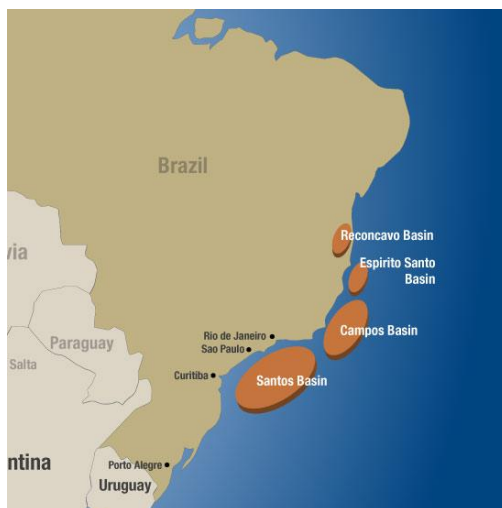 Brazil
Reconcavo Basin
via
Espirito Santo
Basin
Paraguay
Campos Basin
Rio de Janeiro
Sao Paulo
Salta
Curitiba
Santos Basin
ntina
Porto Alegre
Uruguay